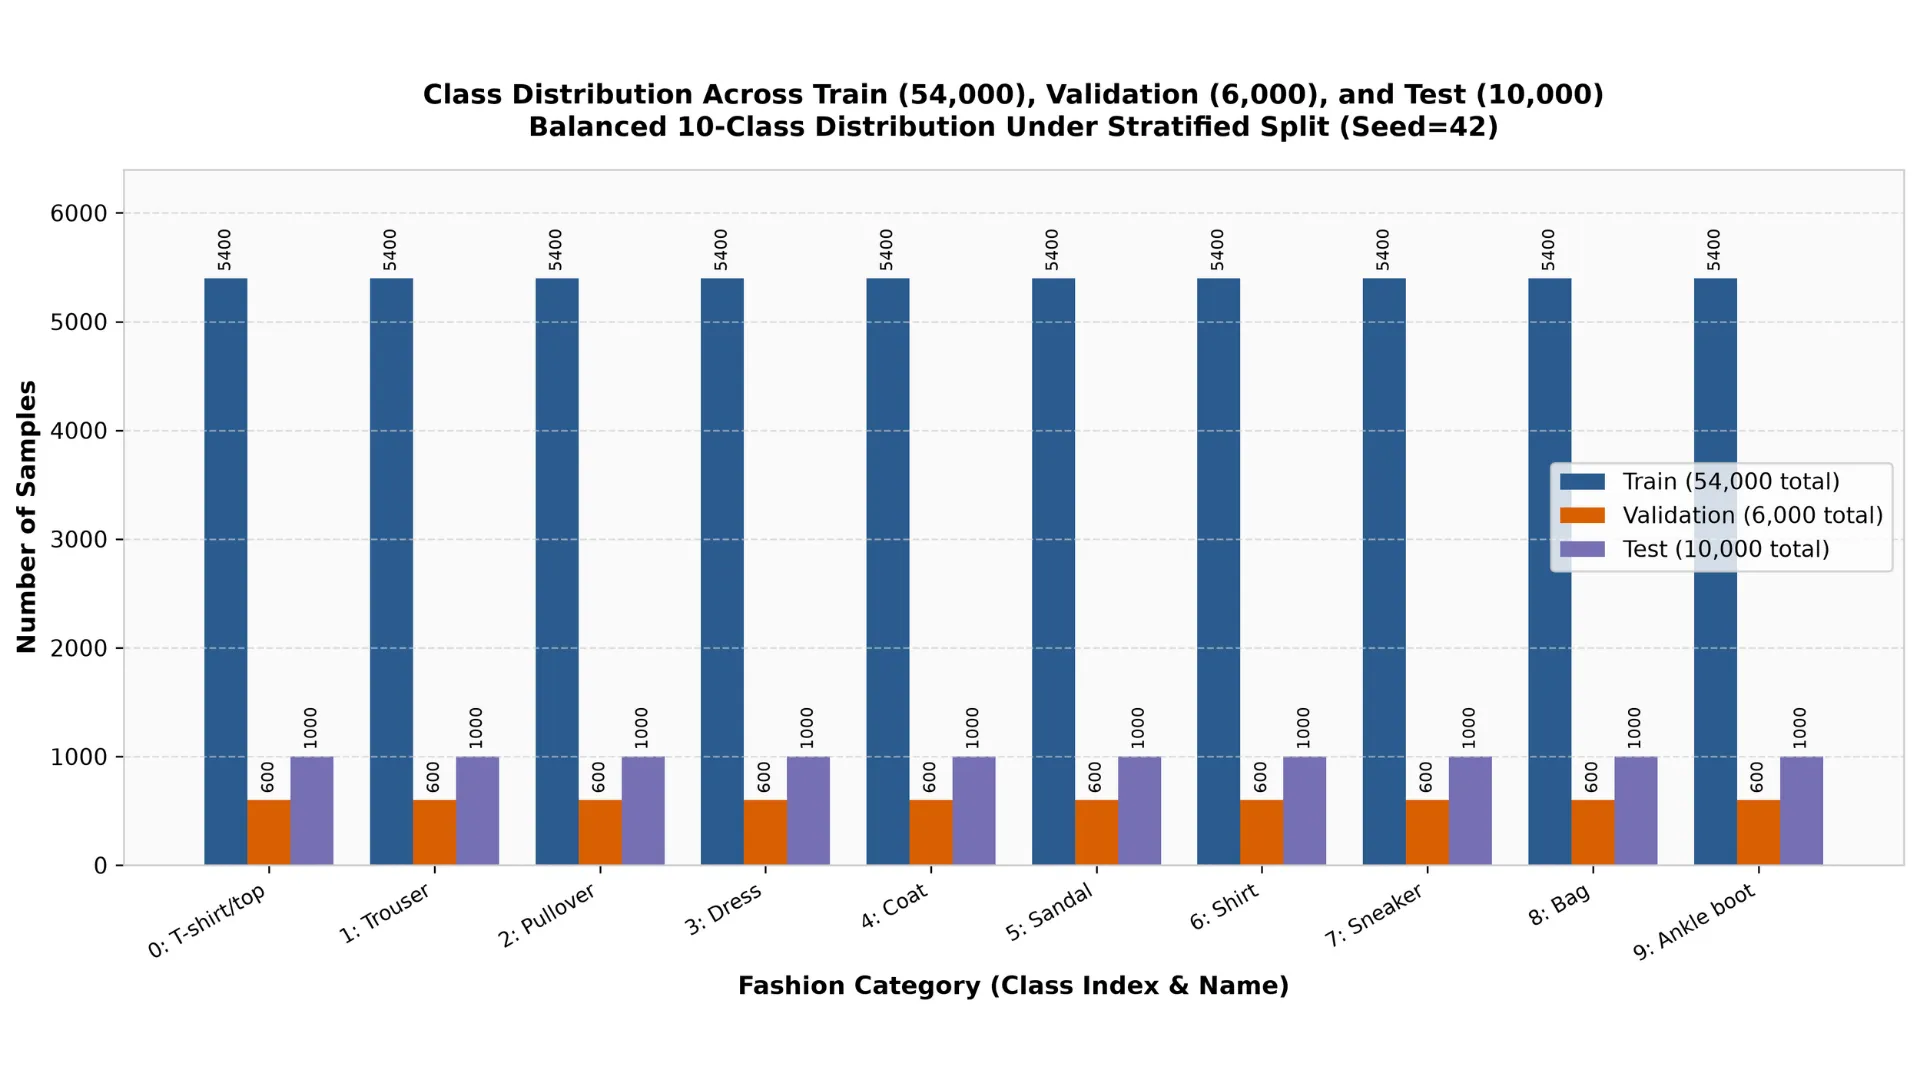 Class Distribution Across Train (54,000), Validation (6,000), and Test (10,000)
Balanced 10-Class Distribution Under Stratified Split (Seed=42)
Number of Samples
6000
5000
4000
3000
2000
1000
0
5400
600
1000
5400
600
1000
5400
600
1000
5400
600
1000
5400
600
1000
5400
600
1000
5400
600
1000
5400
600
1000
5400
600
1000
5400
600
1000
Train (54,000 total)
Validation (6,000 total)
Test (10,000 total)
0: T-shirt/top
1: Trouser
2: Pullover
3: Dress
4: Coat
5: Sandal
6: Shirt
7: Sneaker
8: Bag
9: Ankle boot
Fashion Category (Class Index & Name)